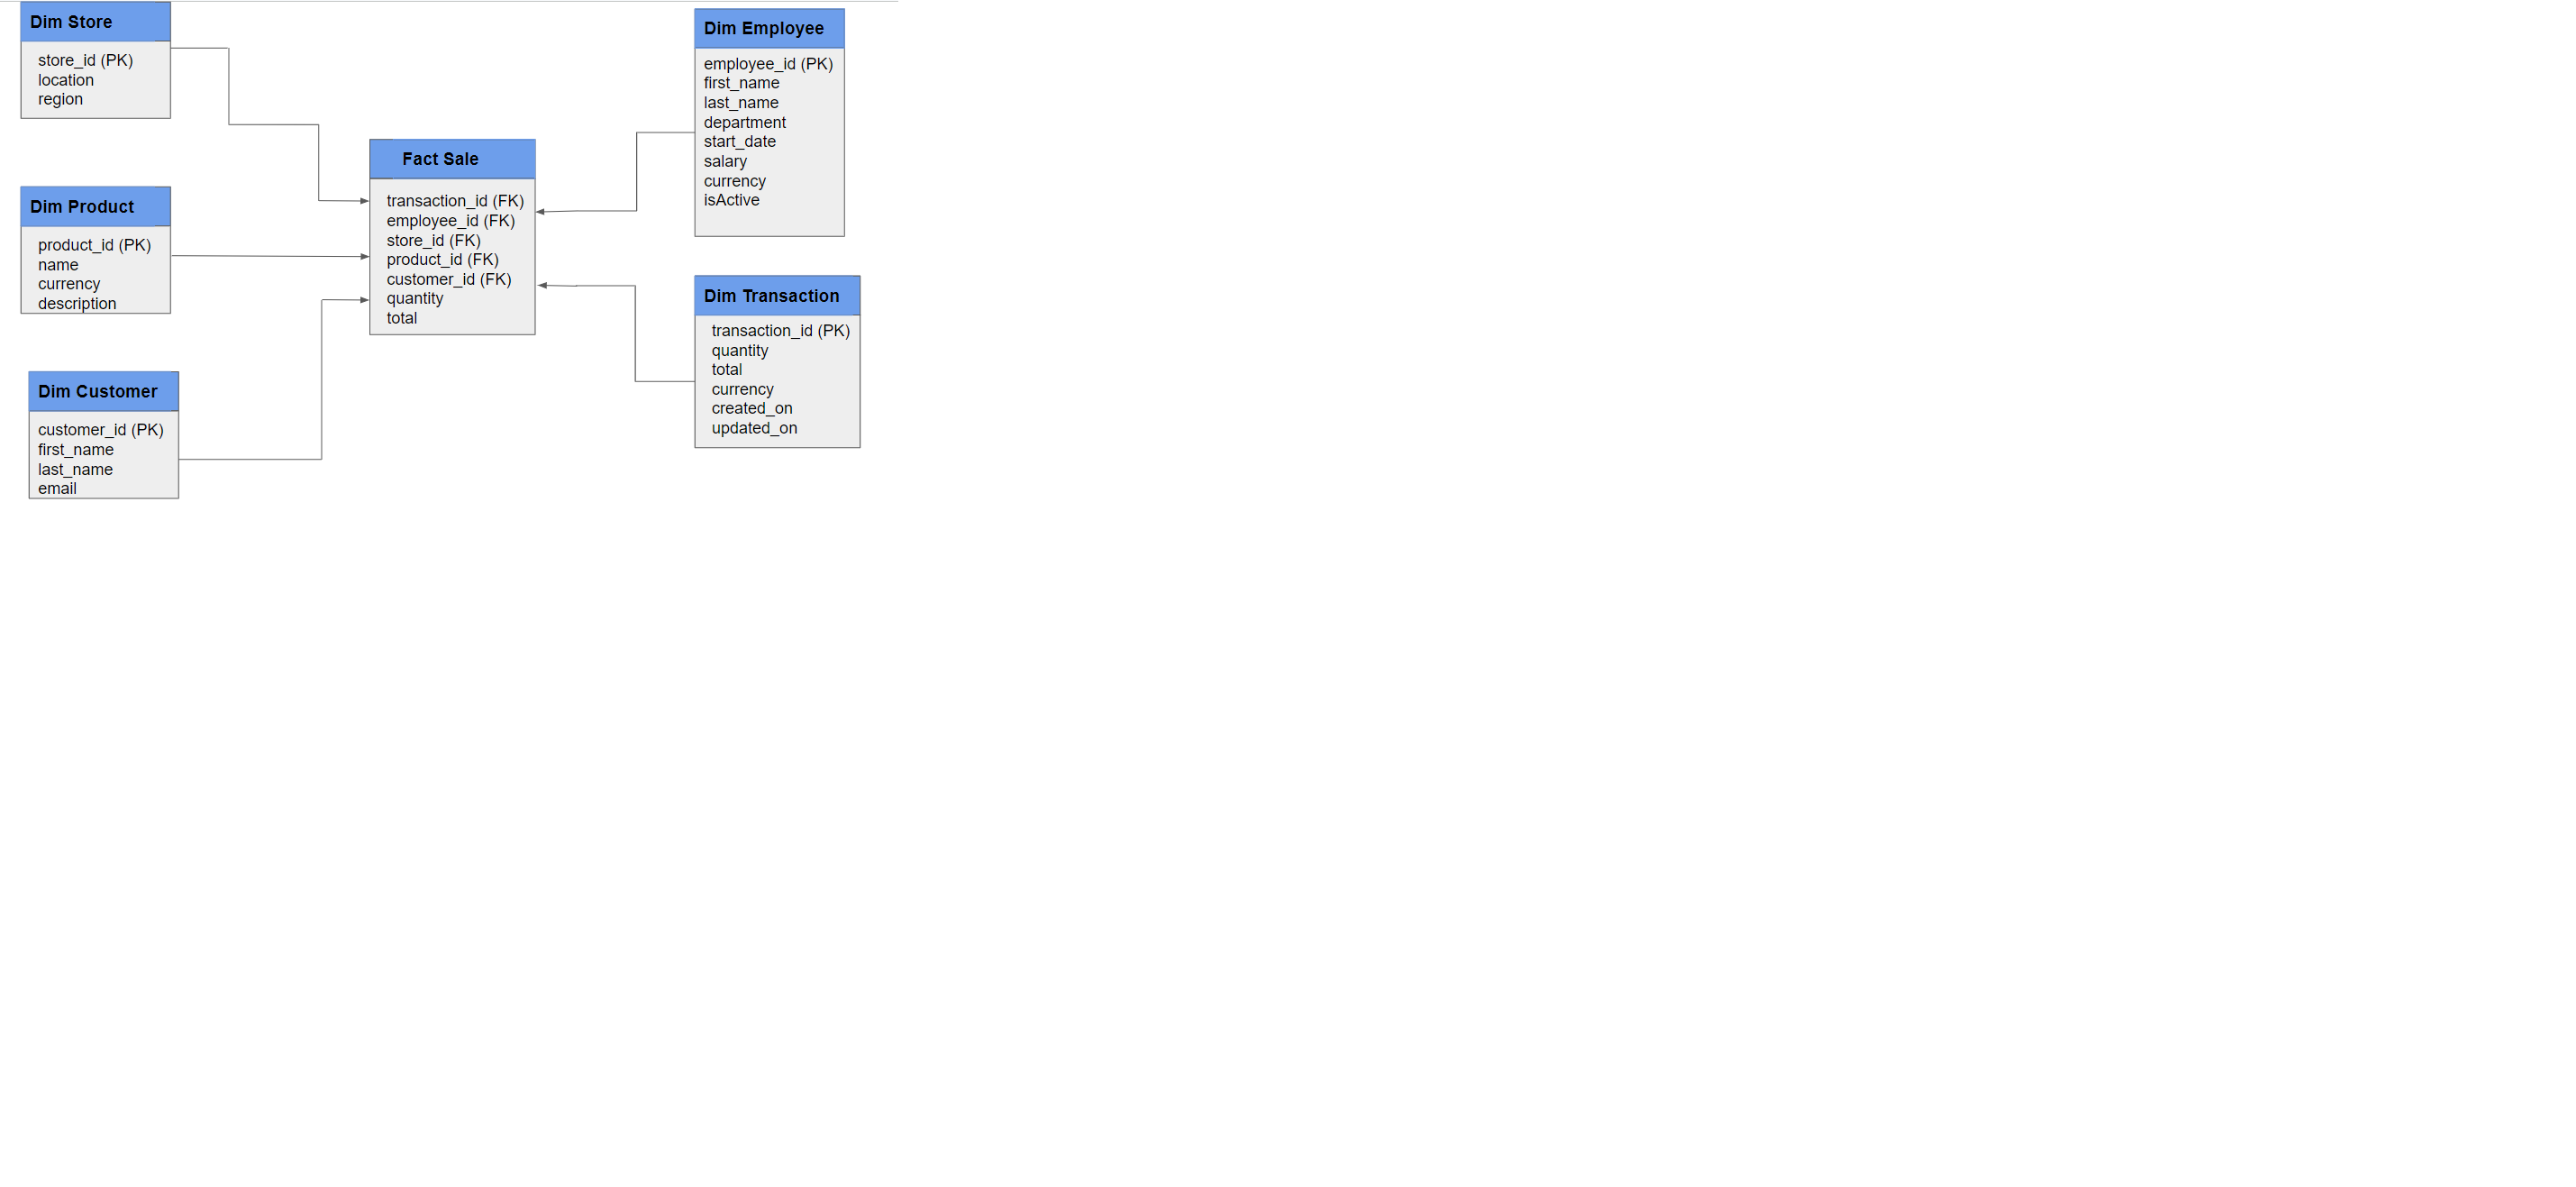 Dim Store
store_id (PK)
location
region
Dim Product
product_id (PK)
name
currency
description
Dim Customer
customer_id (PK)
first_name
last_name
email
Fact Sale
transaction_id (FK)
employee_id (FK)
store_id (FK)
product_id (FK)
customer_id (FK)
quantity
total
Dim Employee
employee_id (PK)
first_name
last_name
department
start_date
salary
currency
isActive
Dim Transaction
transaction_id (PK)
quantity
total
currency
created_on
updated_on